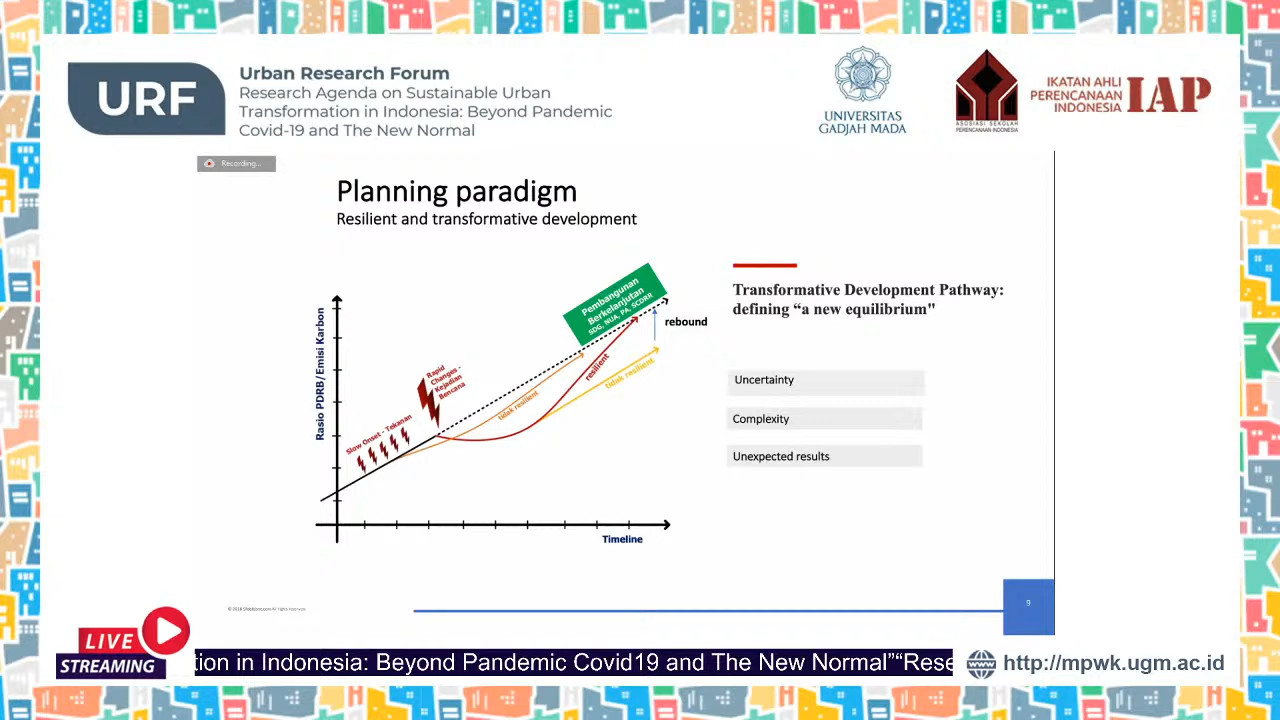 URF
Urban Research Forum
Research Agenda on Sustainable Urban
Transformation in Indonesia: Beyond Pandemic
Covid-19 and The New Normal
UNIVERSITAS
GADJAH MADA
ASOSIASI SEKOLAH
PERENCANAAN INDONESIA
IKATAN AHLI
PERENCANAAN
INDONESIA
IAP
Recording...
Planning paradigm
Resilient and transformative development
Rasio PDRB/Emisi Karbon
Slow Onset - Tekanan
Rapid
Changes -
Kejadian
Bencana
Pembangunan
Berkelanjutan
SDG, NUA, PA, SCDRR
rebound
tidak resilient
resilient
tidak resilient
Timeline
Transformative Development Pathway:
defining “a new equilibrium"
Uncertainty
Complexity
Unexpected results
9
LIVE
STREAMING
tion in Indonesia: Beyond Pandemic Covid19 and The New Normal”“Rese
http://mpwk.ugm.ac.id